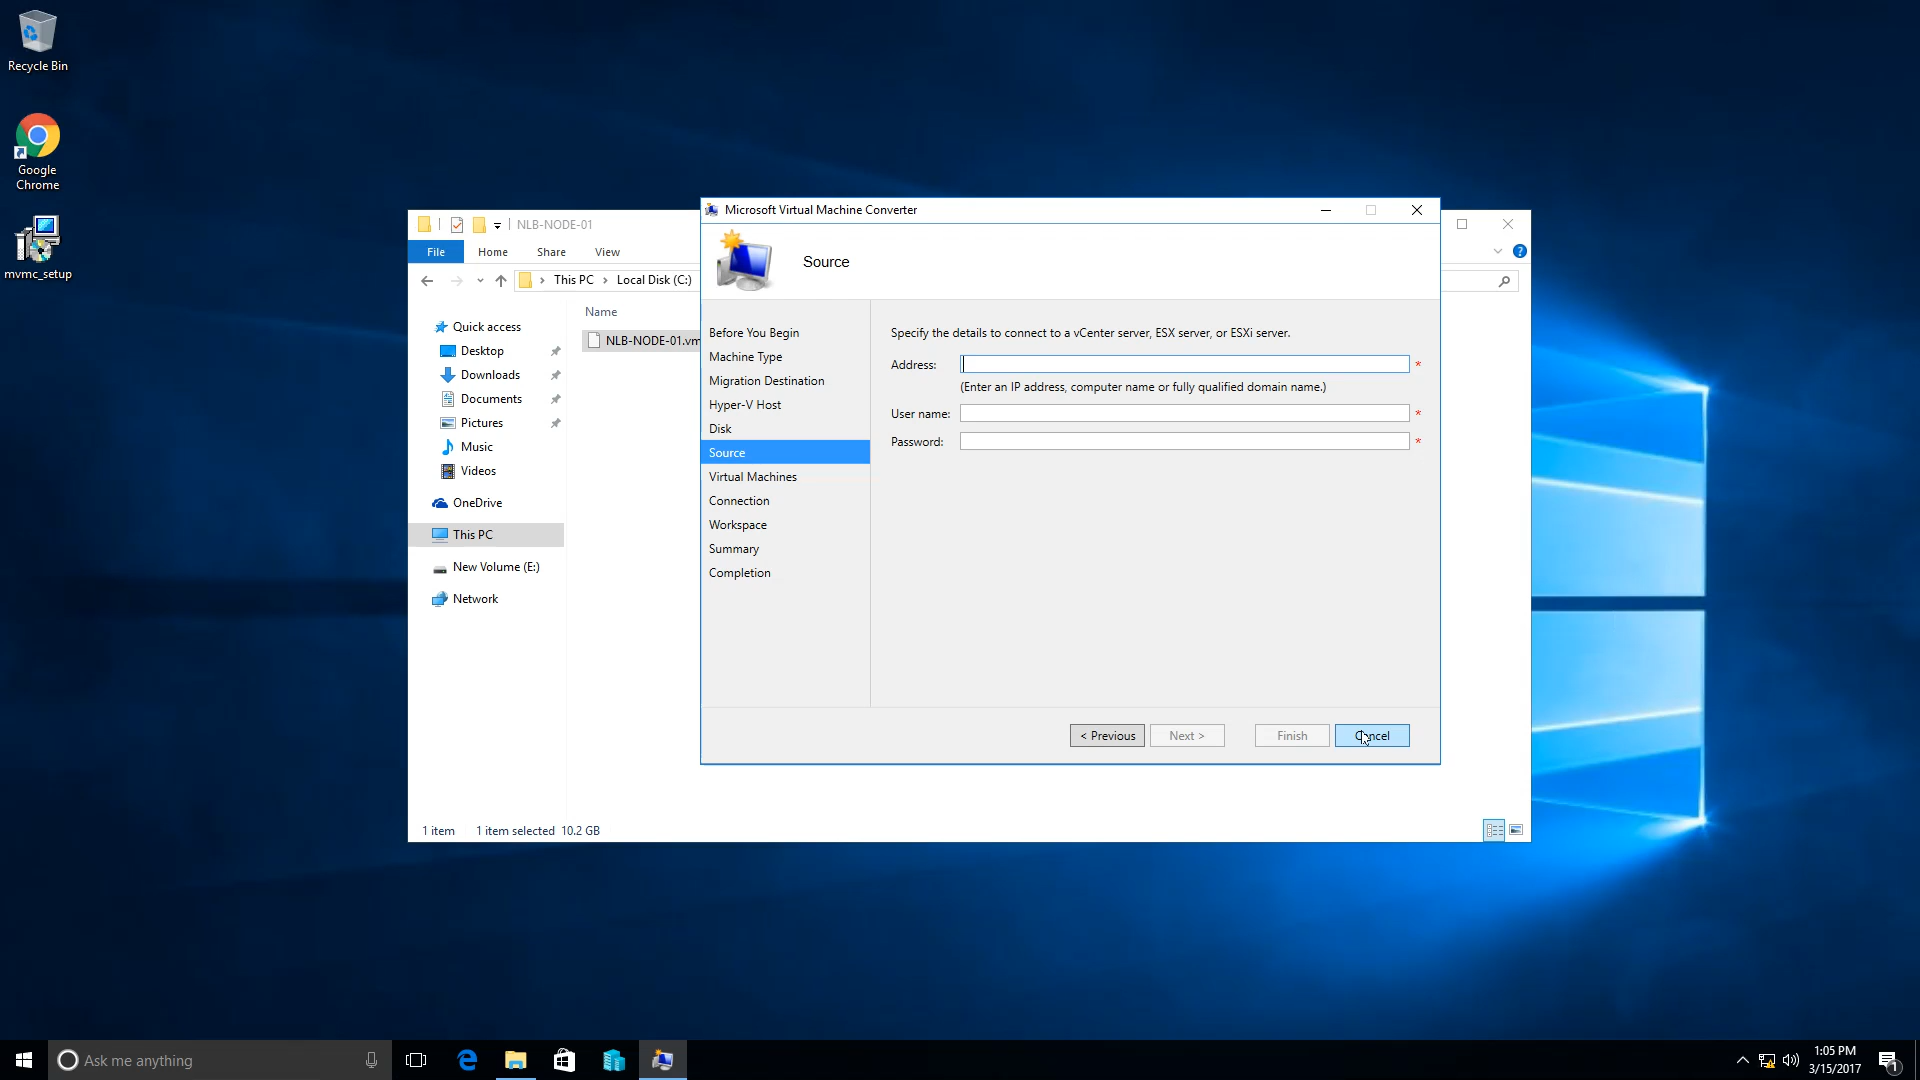 Recycle Bin
Google
Chrome
mvmc_setup
NLB-NODE-01
File
Home
Share
View
This PC
Local Disk (C:)
Name
NLB-NODE-01.vm
Quick access
Desktop
Downloads
Documents
Pictures
Music
Videos
OneDrive
This PC
New Volume (E:)
Network
1 item
1 item selected 10.2 GB
Microsoft Virtual Machine Converter
Source
Before You Begin
Machine Type
Migration Destination
Hyper-V Host
Disk
Source
Virtual Machines
Connection
Workspace
Summary
Completion
Specify the details to connect to a vCenter server, ESX server, or ESXi server.
Address: *
(Enter an IP address, computer name or fully qualified domain name.)
User name: *
Password: *
< Previous
Next >
Finish
Cancel
Ask me anything
1:05 PM
3/15/2017
1